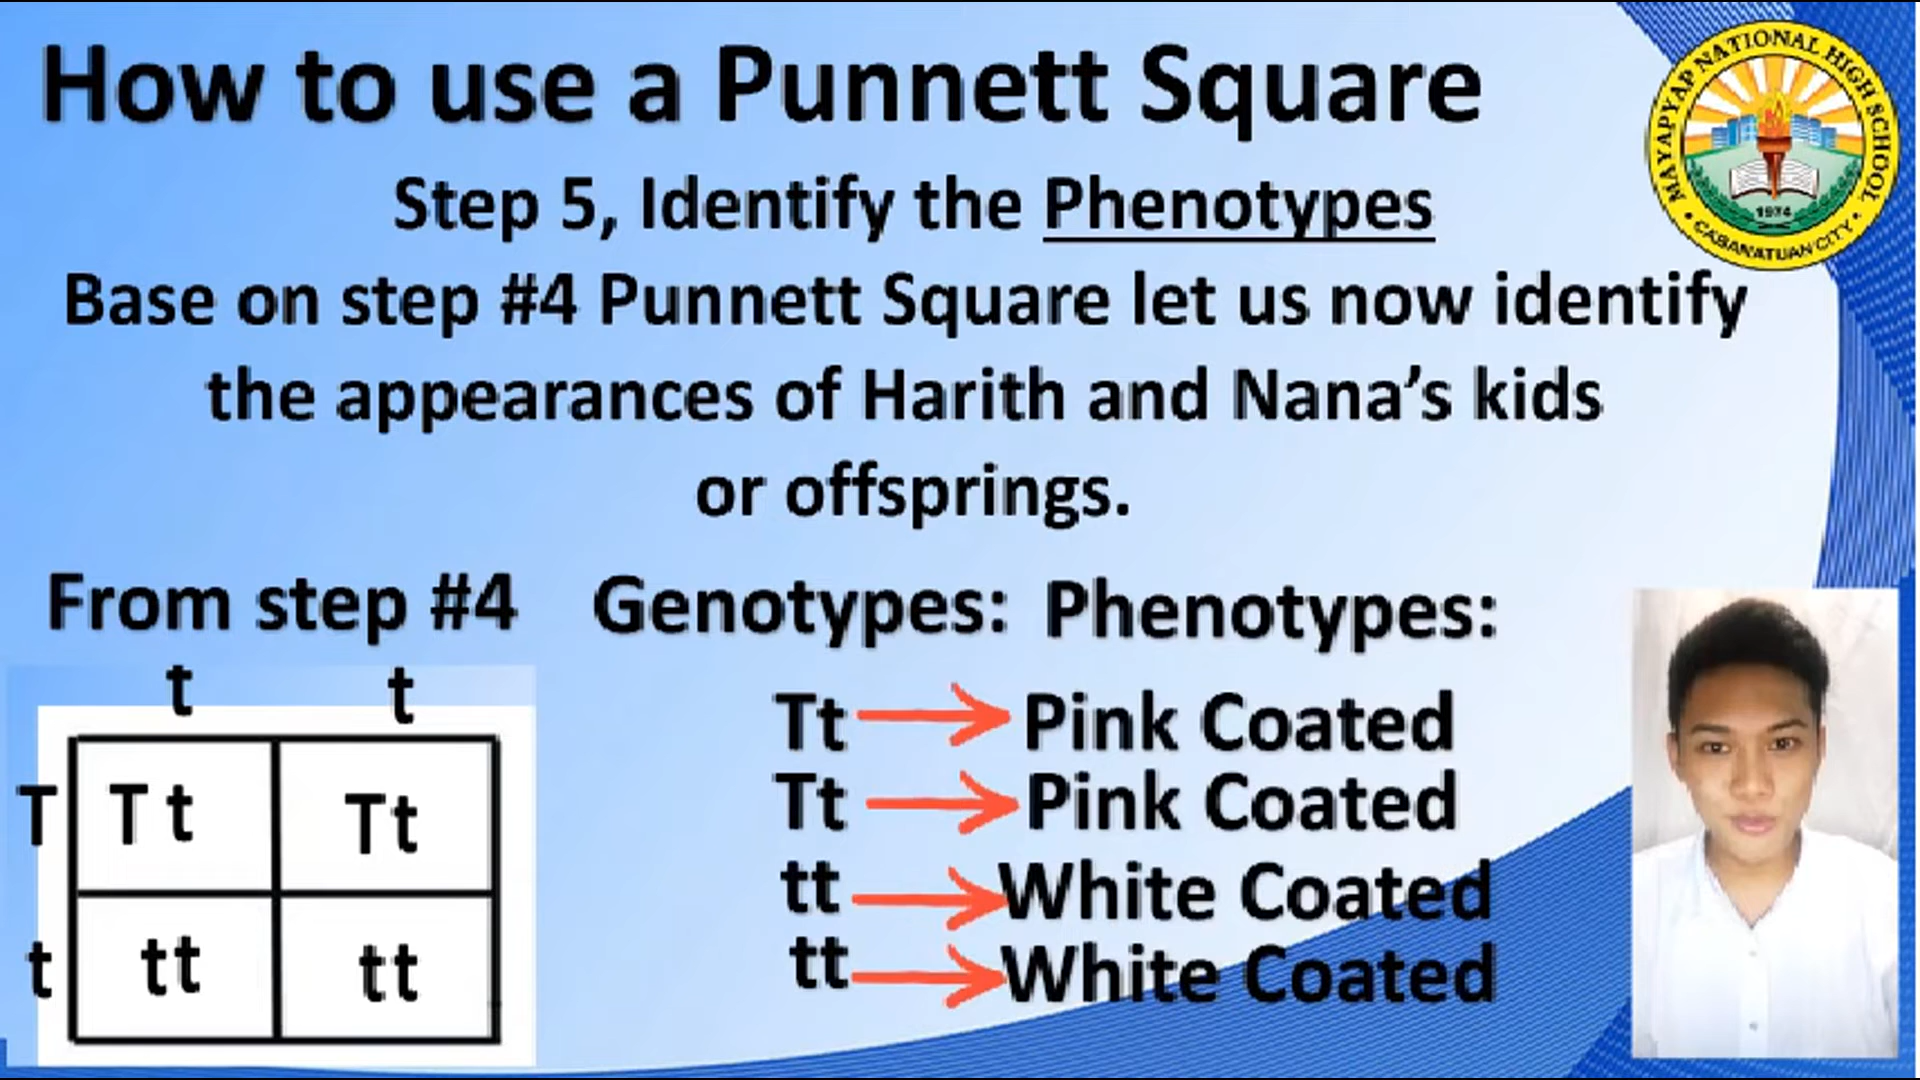 How to use a Punnett Square
MAYAPYAP NATIONAL HIGH SCHOOL
1974
• CABANATUAN CITY •
Step 5, Identify the Phenotypes
Base on step #4 Punnett Square let us now identify
the appearances of Harith and Nana’s kids
or offsprings.
From step #4
t t
T T t Tt
t tt tt
Genotypes: Phenotypes:
Tt Pink Coated
Tt Pink Coated
tt White Coated
tt White Coated